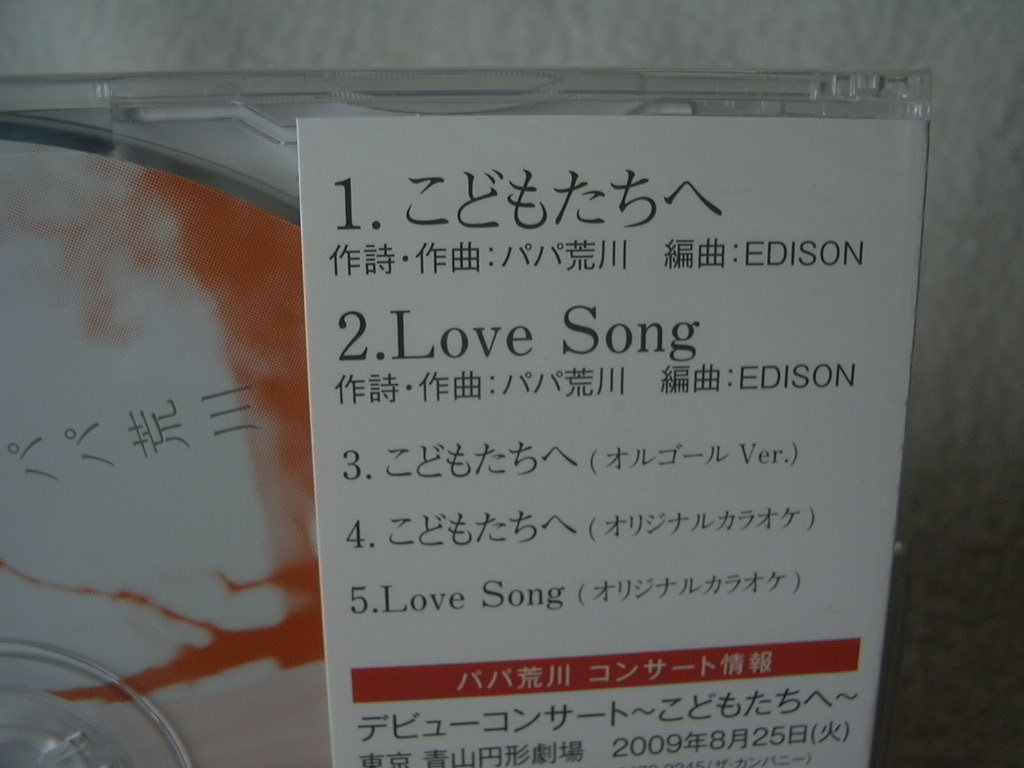 1. こどもたちへ
作詩・作曲：パパ荒川　編曲：EDISON
2.Love Song
作詩・作曲：パパ荒川　編曲：EDISON
3. こどもたちへ ( オルゴール Ver.)
4. こどもたちへ ( オリジナルカラオケ )
5.Love Song ( オリジナルカラオケ )
パパ荒川 コンサート情報
デビューコンサート～こどもたちへ～
東京 青山円形劇場　2009年8月25日(火)
(ザ・カンパニー)
パパ荒川